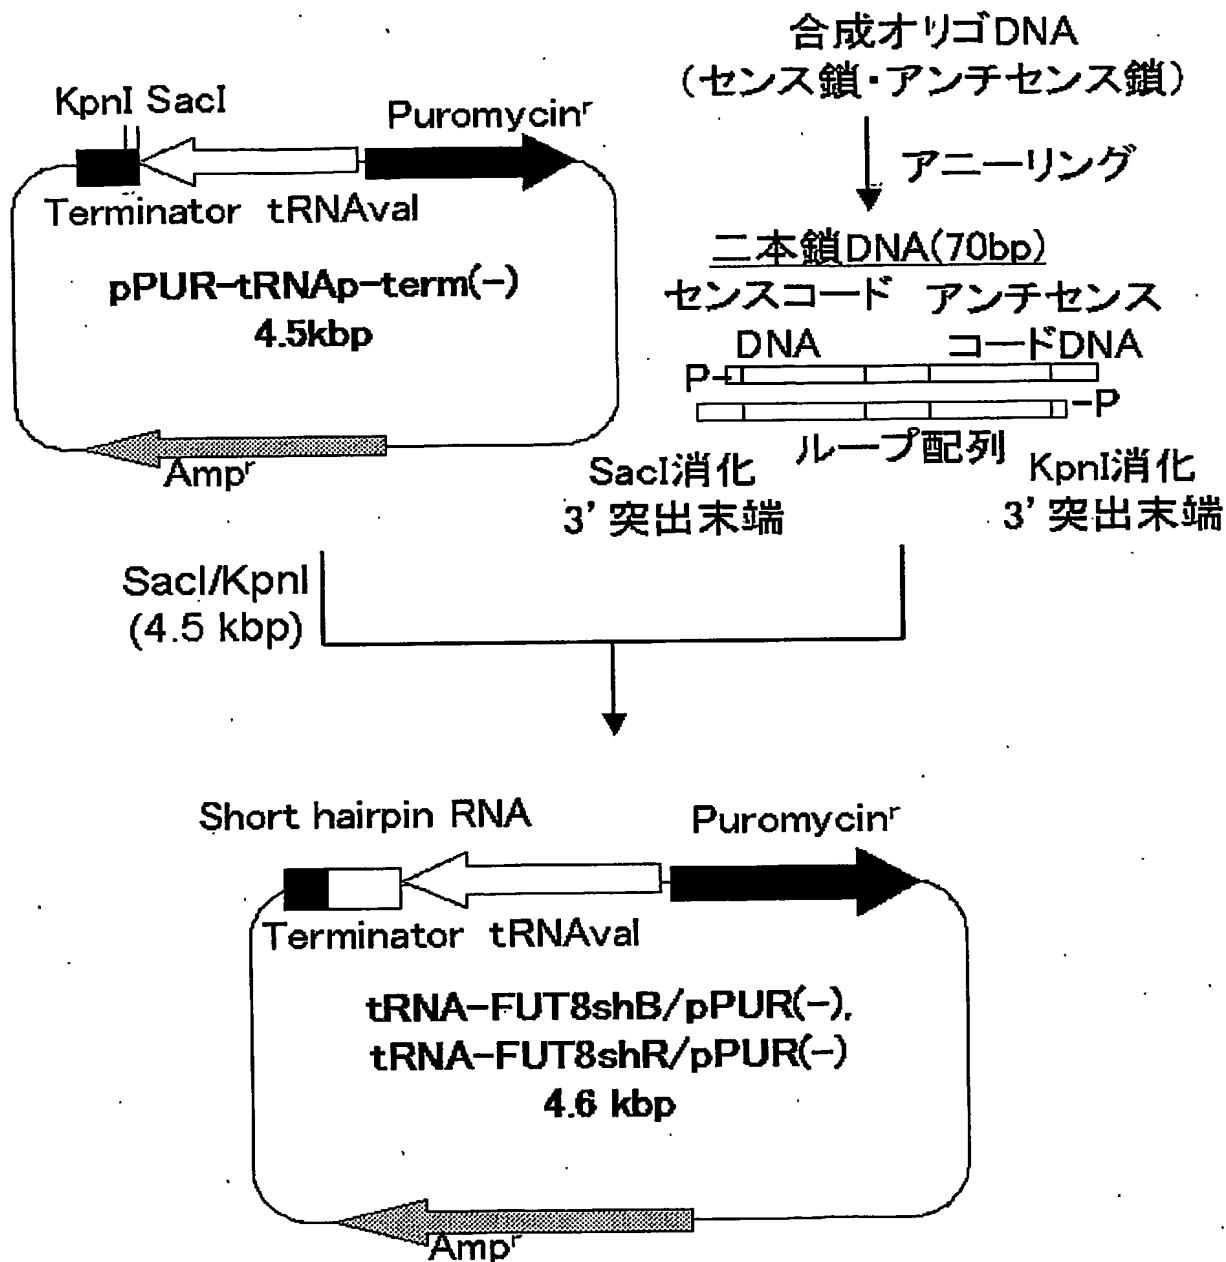 合成オリゴDNA
(センス鎖・アンチセンス鎖)
アニーリング
KpnI SacI
Puromycinʳ
Terminator tRNAval
pPUR-tRNAp-term(-)
4.5kbp
Ampʳ
二本鎖DNA(70bp)
センスコード アンチセンス
DNA コードDNA
P-
-P
ループ配列
SacI消化
3’突出末端
KpnI消化
3’突出末端
SacI/KpnI
(4.5 kbp)
Short hairpin RNA
Puromycinʳ
Terminator tRNAval
tRNA-FUT8shB/pPUR(-),
tRNA-FUT8shR/pPUR(-)
4.6 kbp
Ampʳ